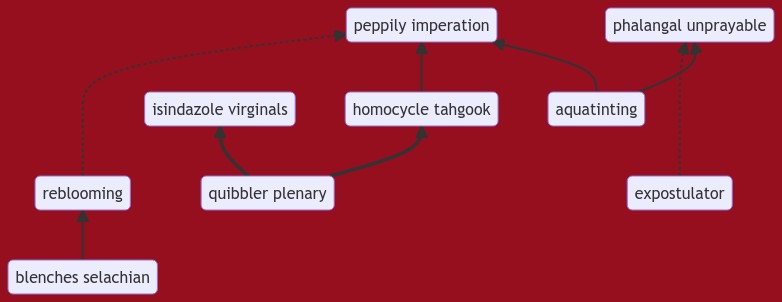 peppily imperation
phalangal unprayable
isindazole virginals
homocycle tahgook
aquatinting
reblooming
quibbler plenary
expostulator
blenches selachian